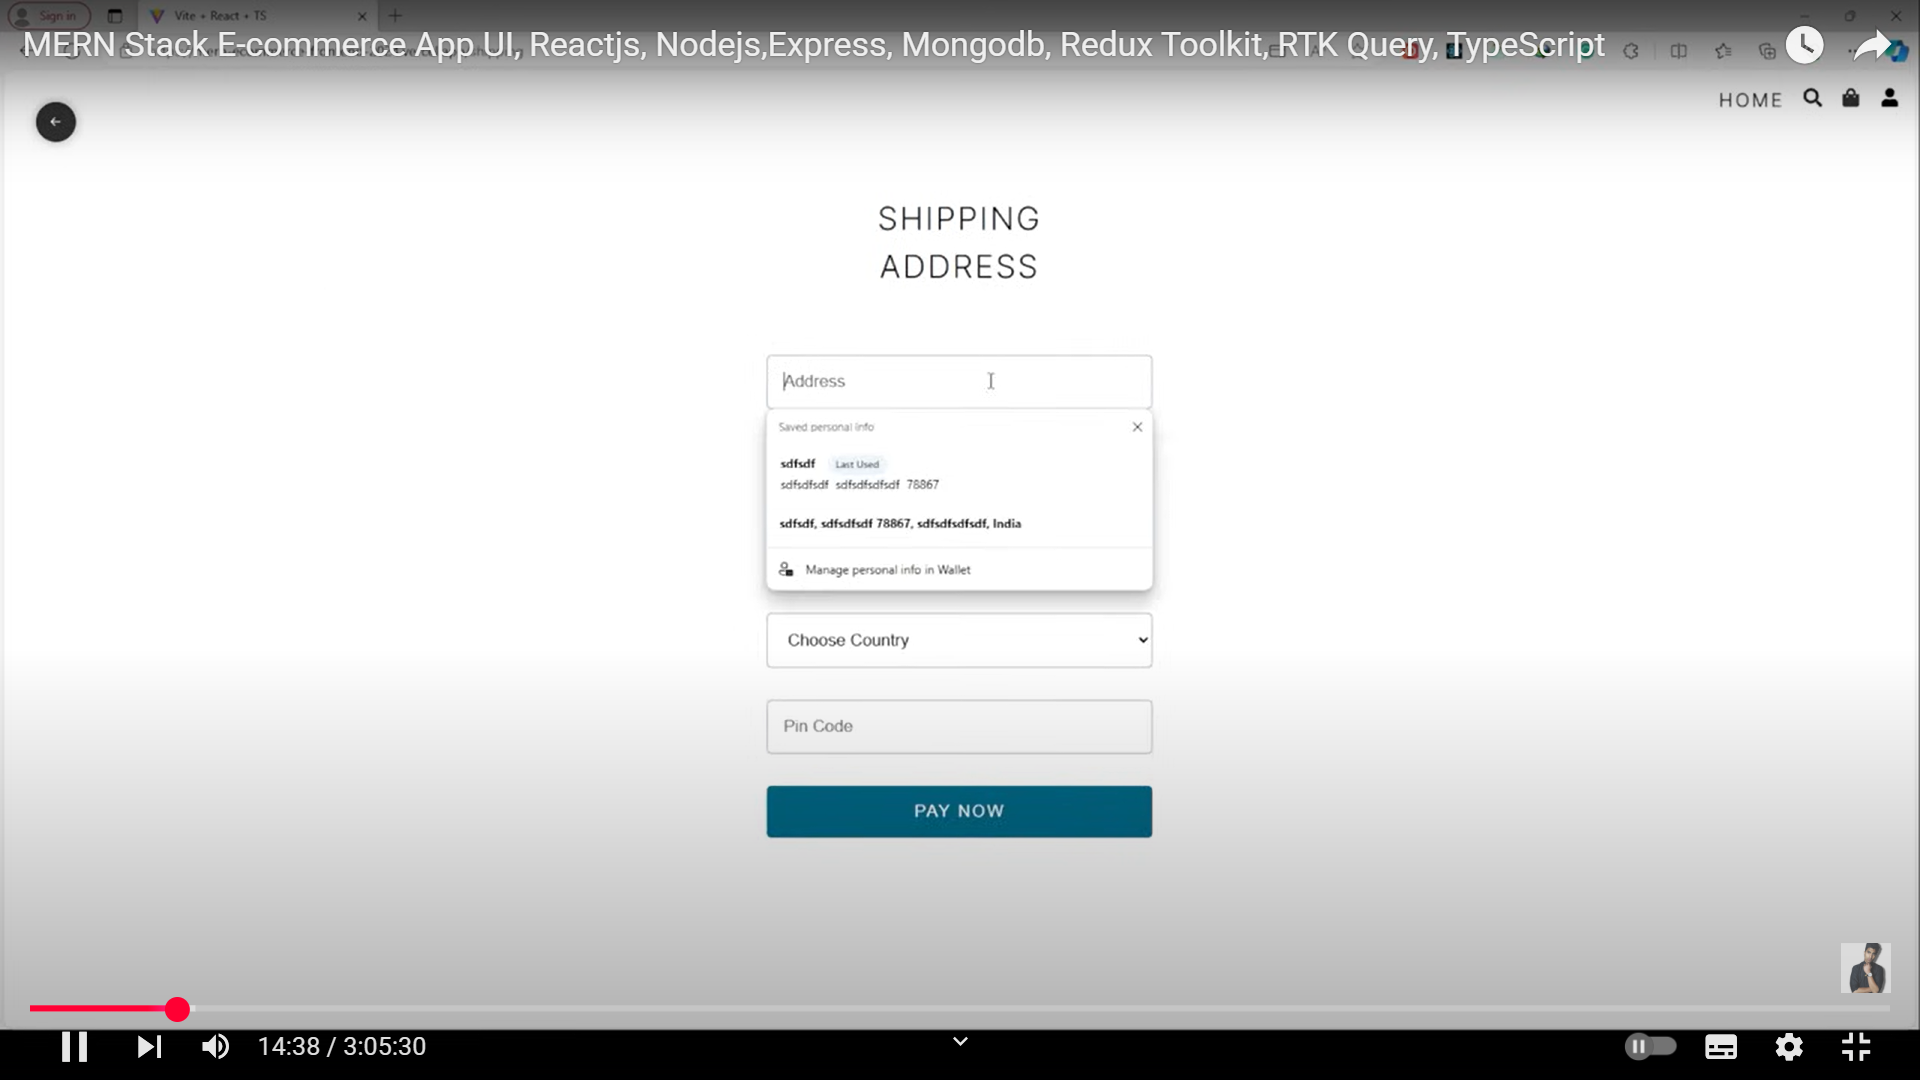 Sign in
Vite + React + TS
MERN Stack E-commerce App UI, Reactjs, Nodejs,Express, Mongodb, Redux Toolkit, RTK Query, TypeScript
HOME
SHIPPING
ADDRESS
Address
Saved personal info
sdfsdf Last Used
sdfsdfsdf sdfsdfsdfsdf 78867
sdfsdf, sdfsdfsdf 78867, sdfsdfsdfsdf, India
Manage personal info in Wallet
Choose Country
Pin Code
PAY NOW
14:38 / 3:05:30